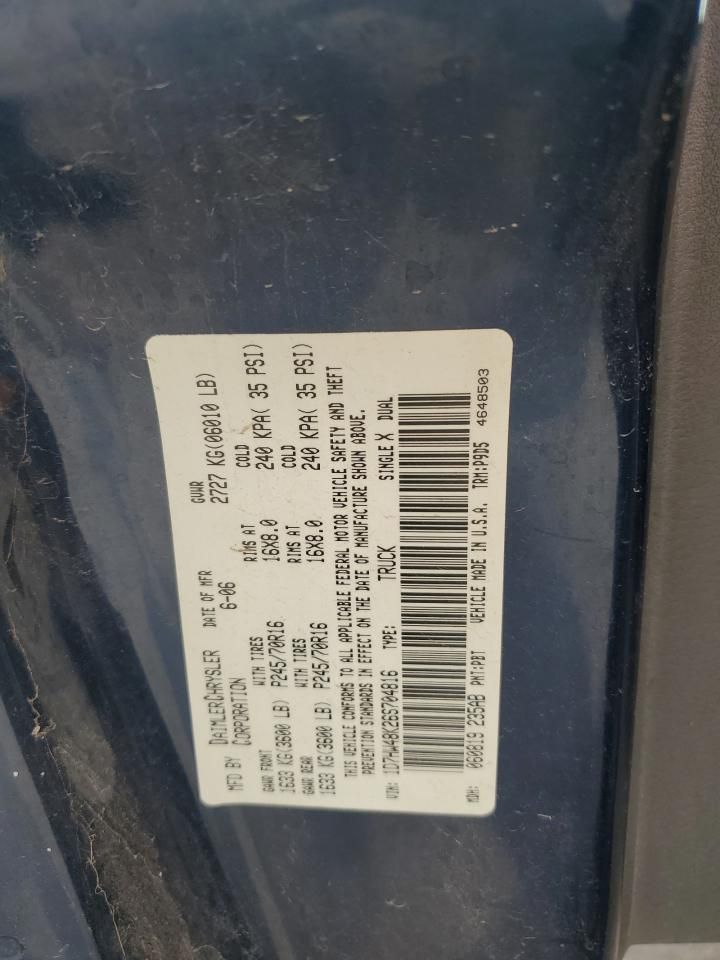 MFD BY DAIMLERCHRYSLER CORPORATION DATE OF MFR 6-06 GVWR 2727 KG(06010 LB)
GAWR FRONT WITH TIRES RIMS AT COLD
1633 KG(3600 LB) P245/70R16 16X8.0 240 KPA( 35 PSI)
GAWR REAR WITH TIRES RIMS AT COLD
1633 KG(3600 LB) P245/70R16 16X8.0 240 KPA( 35 PSI)
THIS VEHICLE CONFORMS TO ALL APPLICABLE FEDERAL MOTOR VEHICLE SAFETY AND THEFT
PREVENTION STANDARDS IN EFFECT ON THE DATE OF MANUFACTURE SHOWN ABOVE.
VIN: 1D7HW48K26S704816 TYPE: TRUCK SINGLE X DUAL
MDH: 060819 235AB PNT:PBT VEHICLE MADE IN U.S.A. TRM:P9D5
4648503